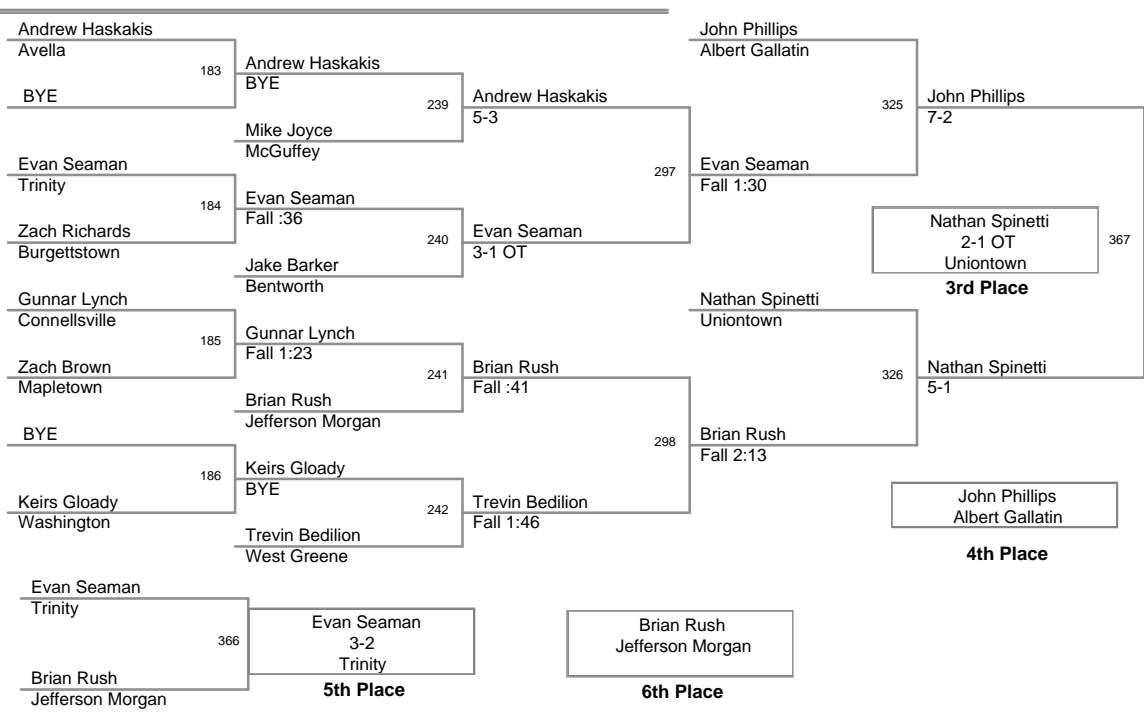 Andrew Haskakis
Avella
183
BYE
Andrew Haskakis
BYE
239
Mike Joyce
McGuffey
Andrew Haskakis
5-3
Evan Seaman
Trinity
184
Zach Richards
Burgettstown
Evan Seaman
Fall :36
240
Jake Barker
Bentworth
Evan Seaman
3-1 OT
297
Evan Seaman
Fall 1:30
John Phillips
Albert Gallatin
325
John Phillips
7-2
Gunnar Lynch
Connellsville
185
Zach Brown
Mapletown
Gunnar Lynch
Fall 1:23
241
Brian Rush
Jefferson Morgan
Brian Rush
Fall :41
BYE
186
Keirs Gloady
Washington
Keirs Gloady
BYE
242
Trevin Bedilion
West Greene
Trevin Bedilion
Fall 1:46
298
Brian Rush
Fall 2:13
Nathan Spinetti
Uniontown
326
Nathan Spinetti
5-1
Nathan Spinetti
2-1 OT
Uniontown
367
3rd Place
John Phillips
Albert Gallatin
4th Place
Evan Seaman
Trinity
366
Brian Rush
Jefferson Morgan
Evan Seaman
3-2
Trinity
5th Place
Brian Rush
Jefferson Morgan
6th Place